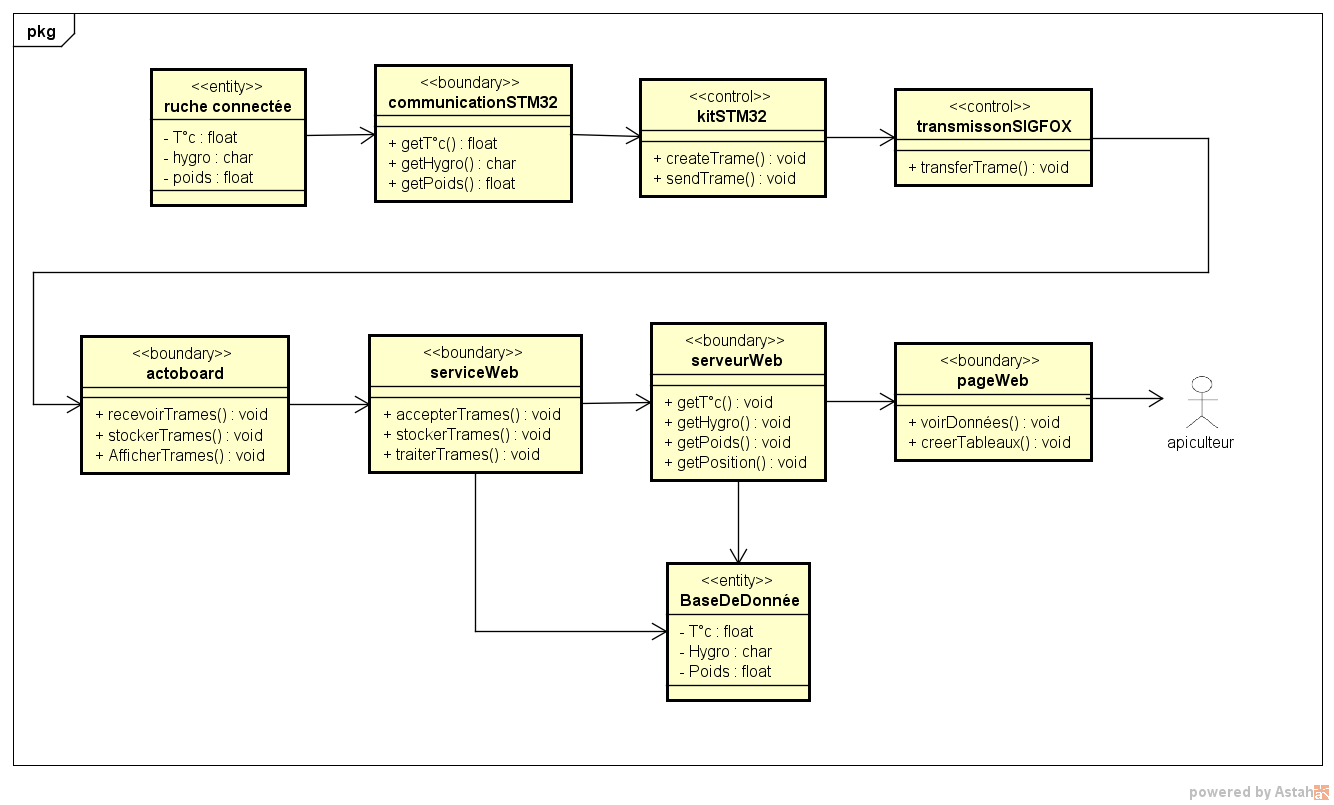 pkg
<<entity>>
ruche connectée
- T°c : float
- hygro : char
- poids : float
<<boundary>>
communicationSTM32
+ getT°c() : float
+ getHygro() : char
+ getPoids() : float
<<control>>
kitSTM32
+ createTrame() : void
+ sendTrame() : void
<<control>>
transmissonSIGFOX
+ transferTrame() : void
<<boundary>>
actoboard
+ recevoirTrames() : void
+ stockerTrames() : void
+ AfficherTrames() : void
<<boundary>>
serviceWeb
+ accepterTrames() : void
+ stockerTrames() : void
+ traiterTrames() : void
<<boundary>>
serveurWeb
+ getT°c() : void
+ getHygro() : void
+ getPoids() : void
+ getPosition() : void
<<boundary>>
pageWeb
+ voirDonnées() : void
+ creerTableaux() : void
apiculteur
<<entity>>
BaseDeDonnée
- T°c : float
- Hygro : char
- Poids : float
powered by Astah